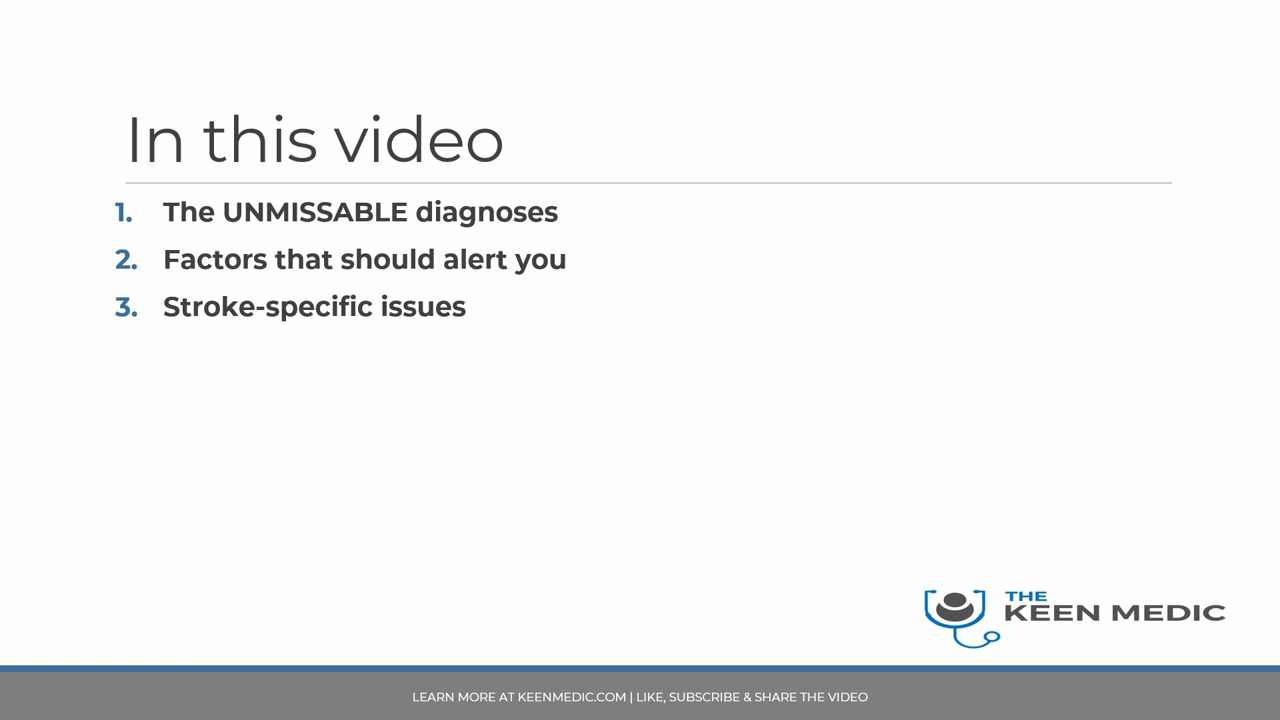 In this video
1. The UNMISSABLE diagnoses
2. Factors that should alert you
3. Stroke-specific issues
THE
KEEN MEDIC
LEARN MORE AT KEENMEDIC.COM | LIKE, SUBSCRIBE & SHARE THE VIDEO